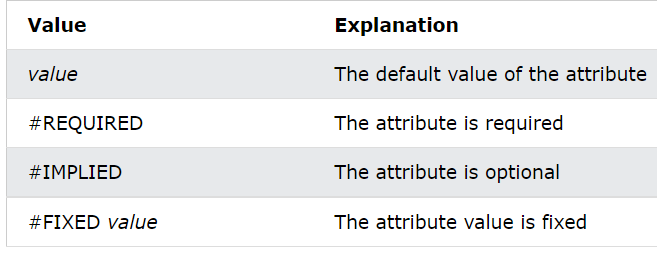 Value Explanation
value The default value of the attribute
#REQUIRED The attribute is required
#IMPLIED The attribute is optional
#FIXED value The attribute value is fixed